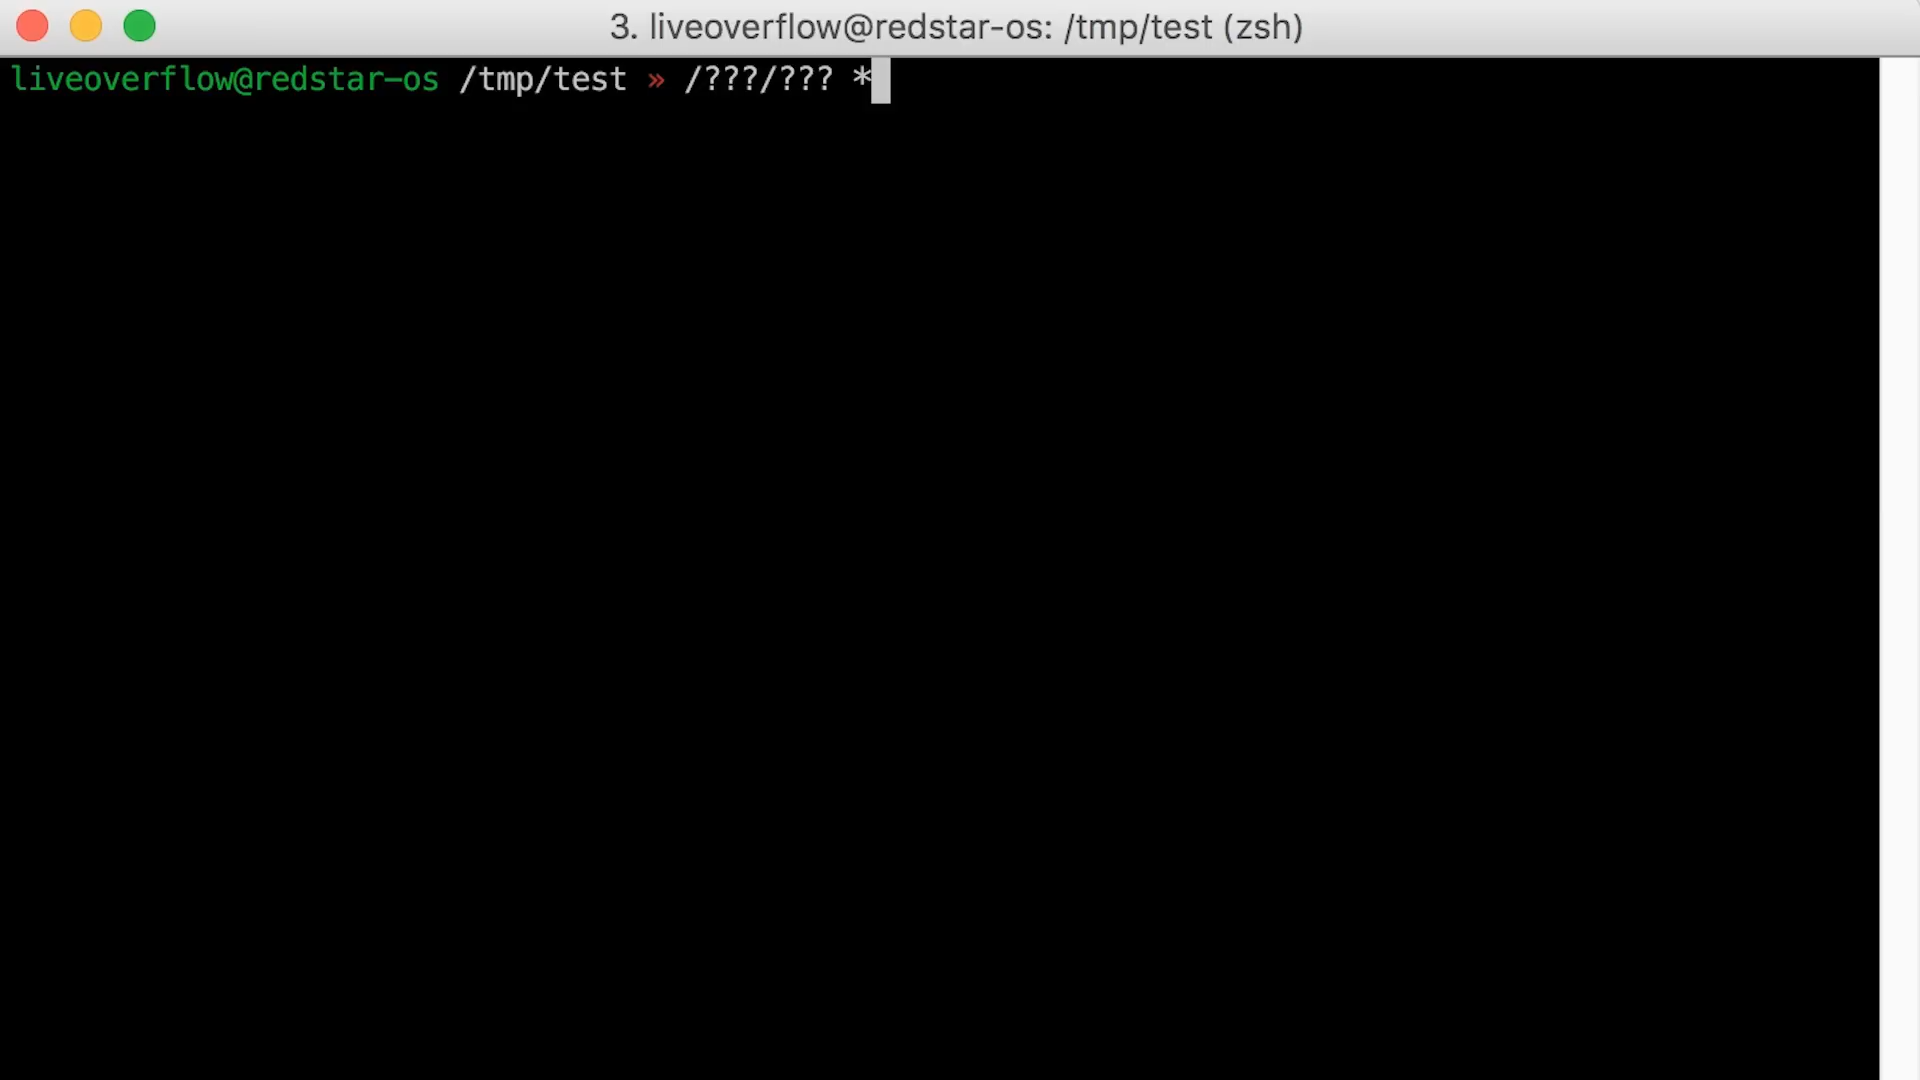 3. liveoverflow@redstar-os: /tmp/test (zsh)
liveoverflow@redstar-os /tmp/test » /???/??? *